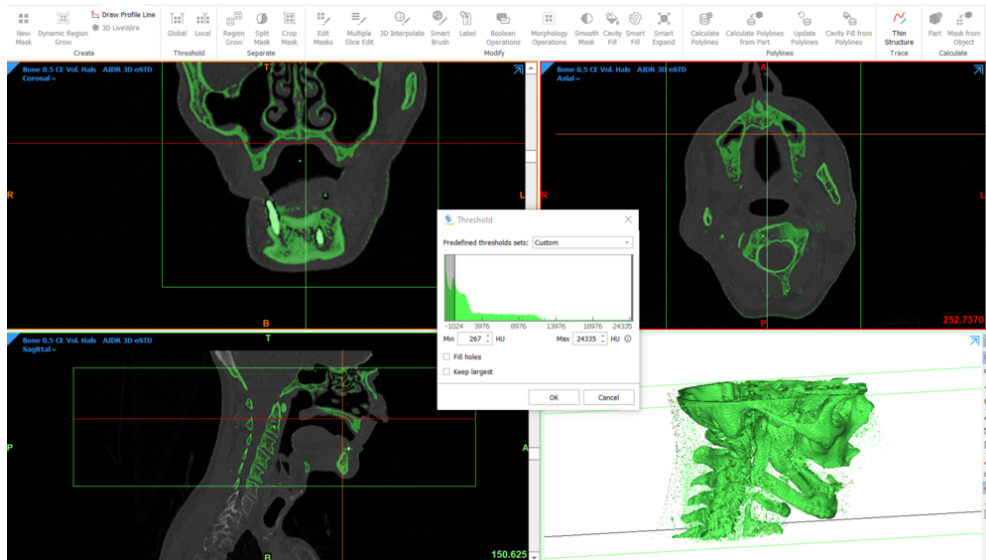 Draw Profile Line
3D LiveWire
New Mask
Dynamic Region Grow
Create
Global
Local
Threshold
Region Grow
Split Mask
Crop Mask
Separate
Edit Masks
Multiple Slice Edit
3D Interpolate
Smart Brush
Label
Boolean Operations
Modify
Morphology Operations
Smooth Mask
Cavity Fill
Smart Fill
Smart Expand
Calculate Polylines
Calculate Polylines from Part
Update Polylines
Cavity Fill from Polylines
Polylines
Thin Structure
Trace
Part
Mask from Object
Calculate
Bone 0.5 CE Vol. Hals AIDR 3D eSTD
Coronal
T
R
L
B
Bone 0.5 CE Vol. Hals AIDR 3D eSTD
Axial
A
R
L
P
252.7370
Threshold
Predefined thresholds sets: Custom
-1024 3976 8976 13976 18976 24335
Min 267 HU Max 24335 HU
Fill holes
Keep largest
OK Cancel
Bone 0.5 CE Vol. Hals AIDR 3D eSTD
Sagittal
T
P
A
B
150.625